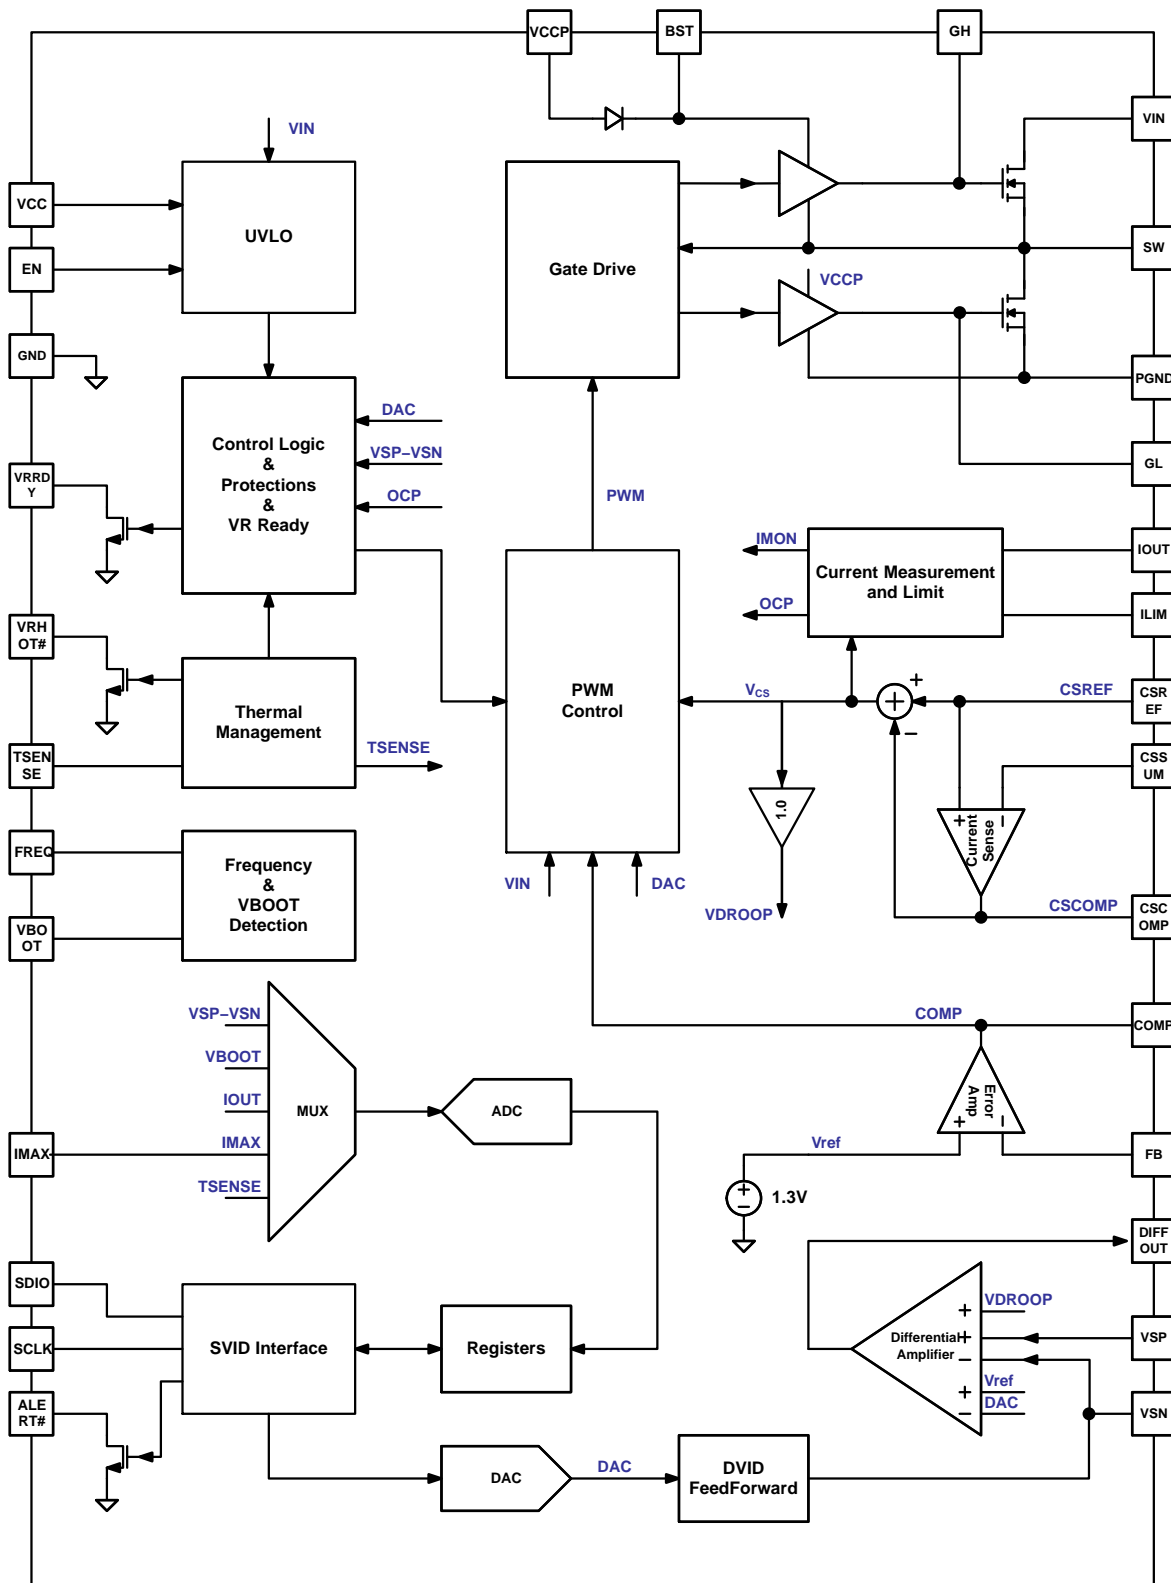 VCCP
BST
GH
VIN
VIN
VCC
UVLO
EN
Gate Drive
VCCP
SW
GND
PGND
Control Logic
&
Protections
&
VR Ready
DAC
VSP–VSN
OCP
VRRD
Y
PWM
GL
IMON
OCP
Current Measurement
and Limit
IOUT
ILIM
VRH
OT#
Thermal
Management
TSENSE
TSEN
SE
PWM
Control
VCS
+
+
–
CSREF
CSR
EF
CSS
UM
1.0
+
–
Current
Sense
FREQ
Frequency
&
VBOOT
Detection
VBO
OT
VIN
DAC
VDROOP
CSCOMP
CSC
OMP
VSP–VSN
VBOOT
IOUT
IMAX
TSENSE
MUX
ADC
IMAX
COMP
COMP
Error
Amp
+
–
Vref
FB
+
–
1.3V
DIFF
OUT
SDIO
SCLK
SVID Interface
Registers
ALE
RT#
Differential
Amplifier
+
VDROOP
+
–
+
Vref
–
DAC
VSP
VSN
DAC
DAC
DVID
FeedForward